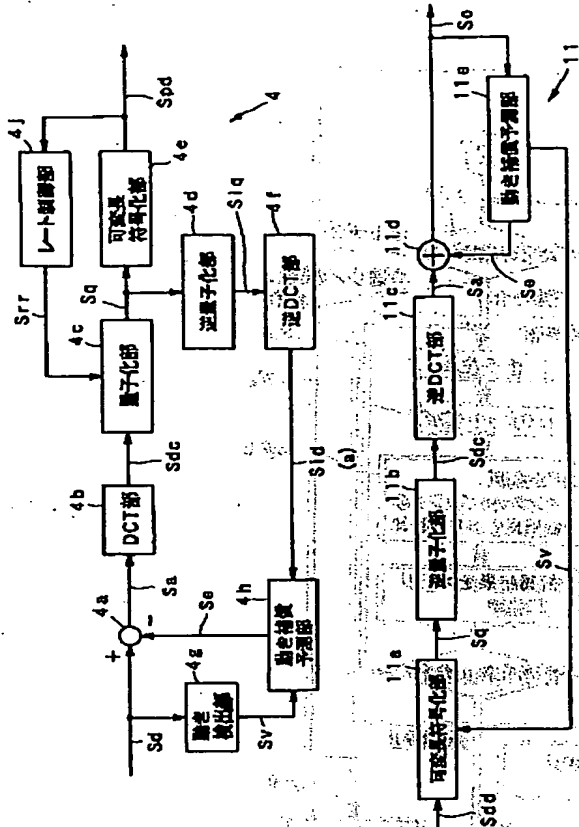 4j
レート制御部
Srr
Sd
+
4a
-
Sa
4b
DCT部
Sdc
4c
量子化部
Sq
4e
可変長
符号化部
Spd
4
4g
動き
検出部
Sv
Se
4h
動き補償
予測部
4d
逆量子化部
Siq
4f
逆DCT部
Sid
(a)
Sdd
11a
可変長符号化部
Sq
11b
逆量子化部
Sdc
11c
逆DCT部
Sa
11d
+
So
Se
11e
動き補償予測部
Sv
11